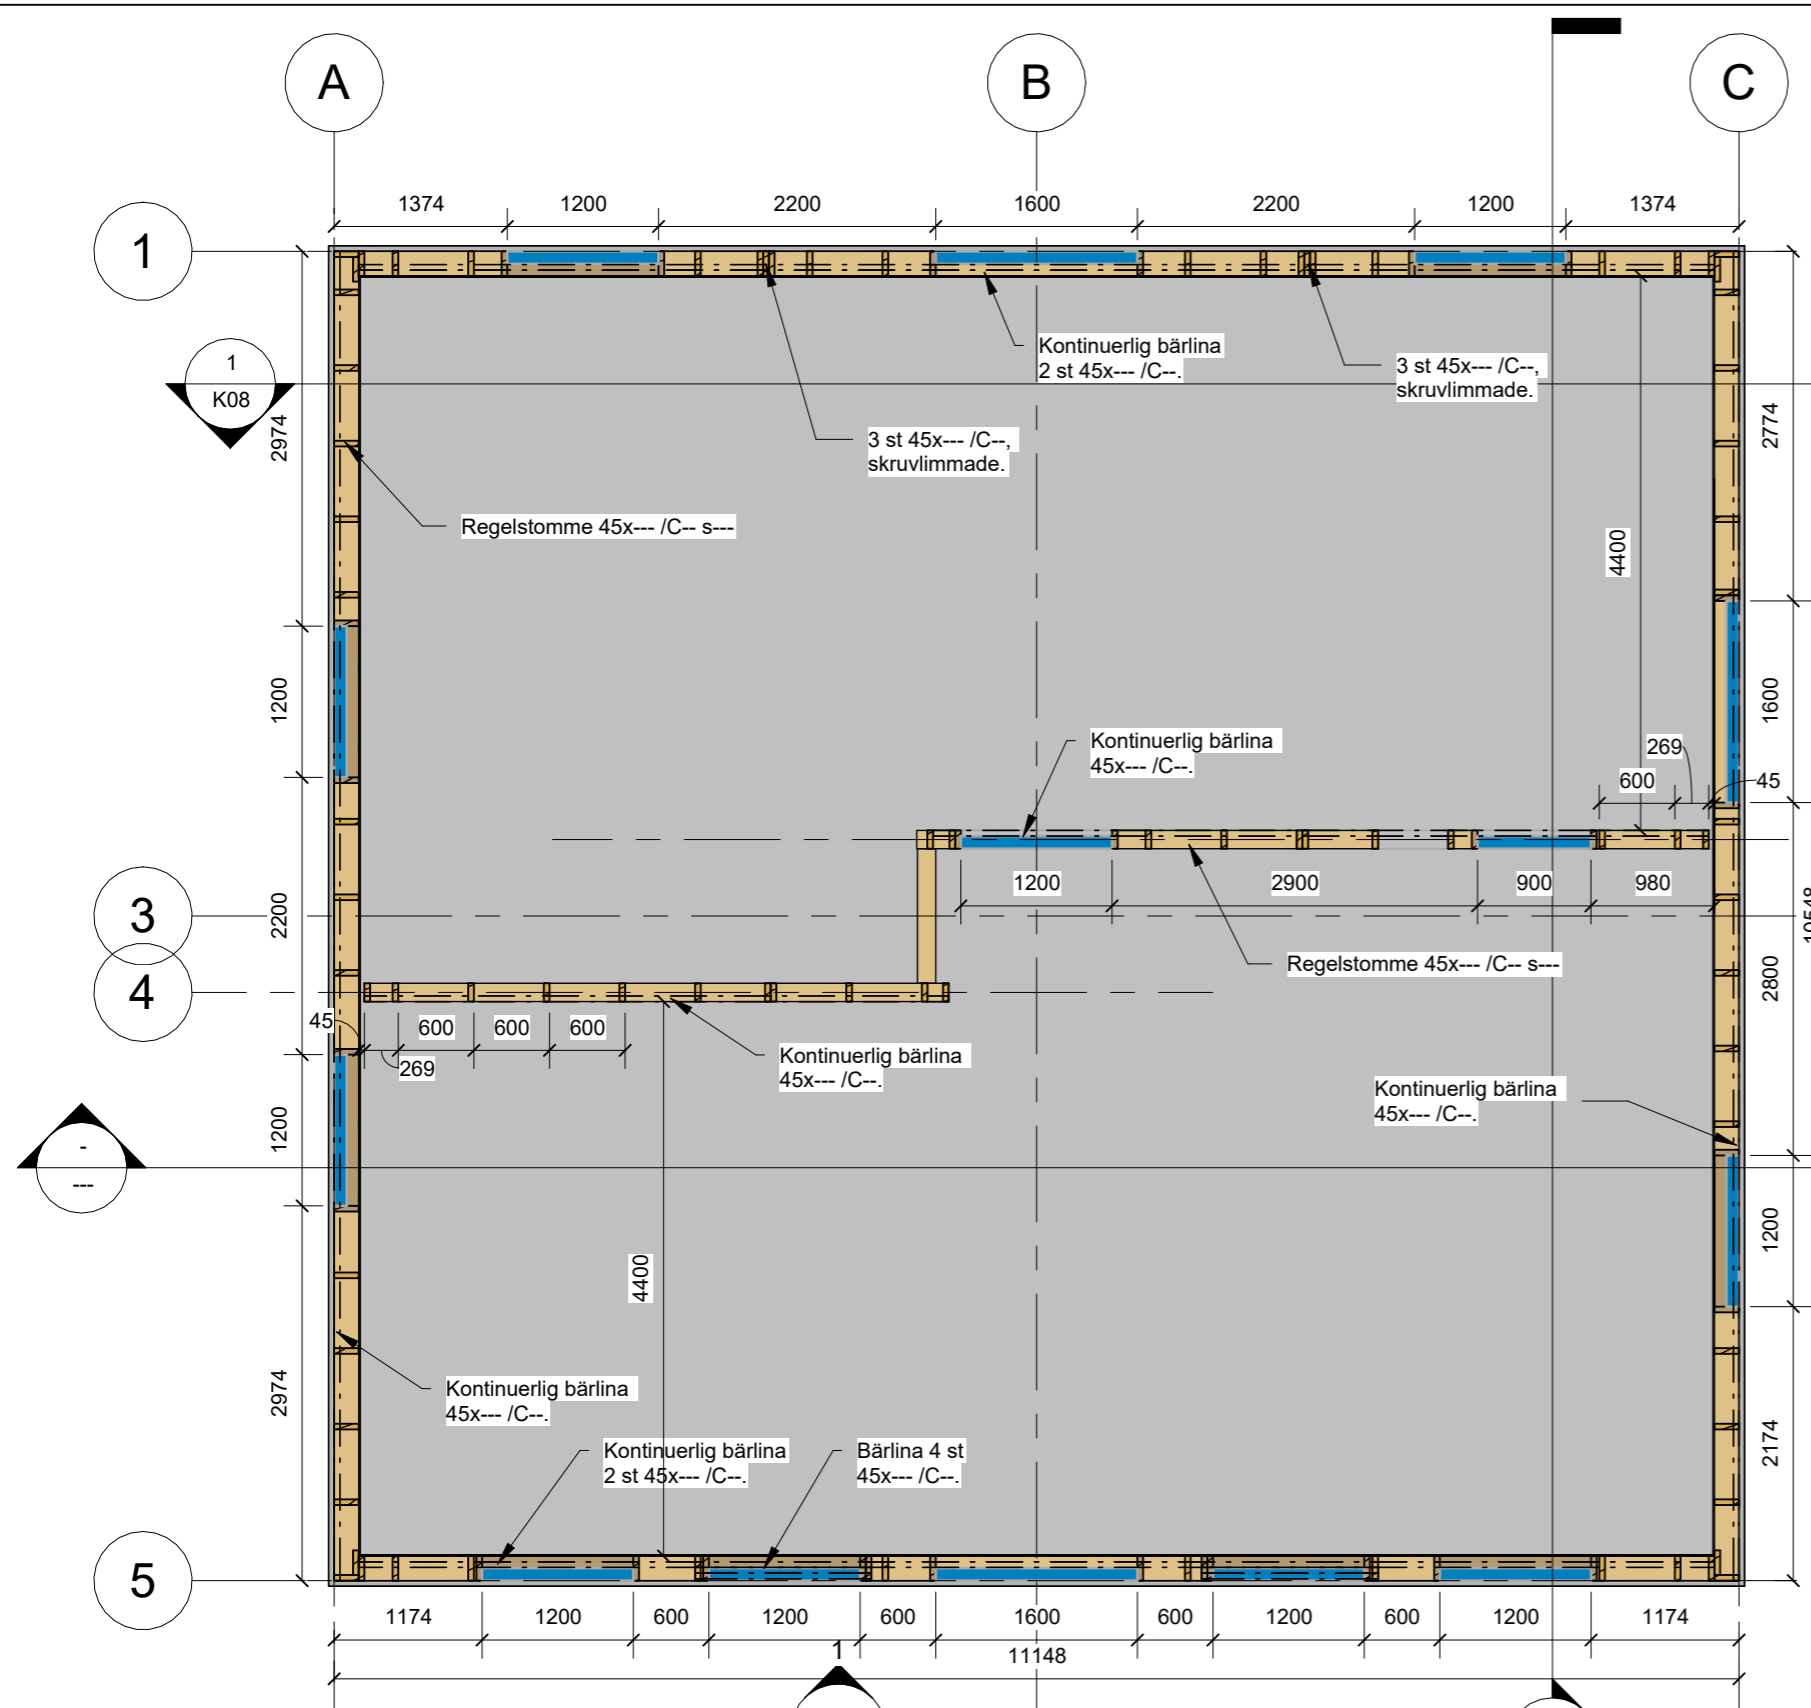 A
B
C
1374
1200
2200
1600
2200
1200
1374
1
1
K08
2974
Kontinuerlig bärlina
2 st 45x--- /C--.
3 st 45x--- /C--,
skruvlimmade.
3 st 45x--- /C--,
skruvlimmade.
2774
Regelstomme 45x--- /C-- s---
4400
1200
1600
Kontinuerlig bärlina
45x--- /C--.
269
600
45
1200
2900
900
980
3
2200
10548
4
Regelstomme 45x--- /C-- s---
2800
45
600
600
600
269
Kontinuerlig bärlina
45x--- /C--.
Kontinuerlig bärlina
45x--- /C--.
-
---
1200
1200
4400
2974
Kontinuerlig bärlina
45x--- /C--.
Kontinuerlig bärlina
2 st 45x--- /C--.
Bärlina 4 st
45x--- /C--.
2174
5
1174
1200
600
1200
600
1600
600
1200
600
1200
1174
1
11148